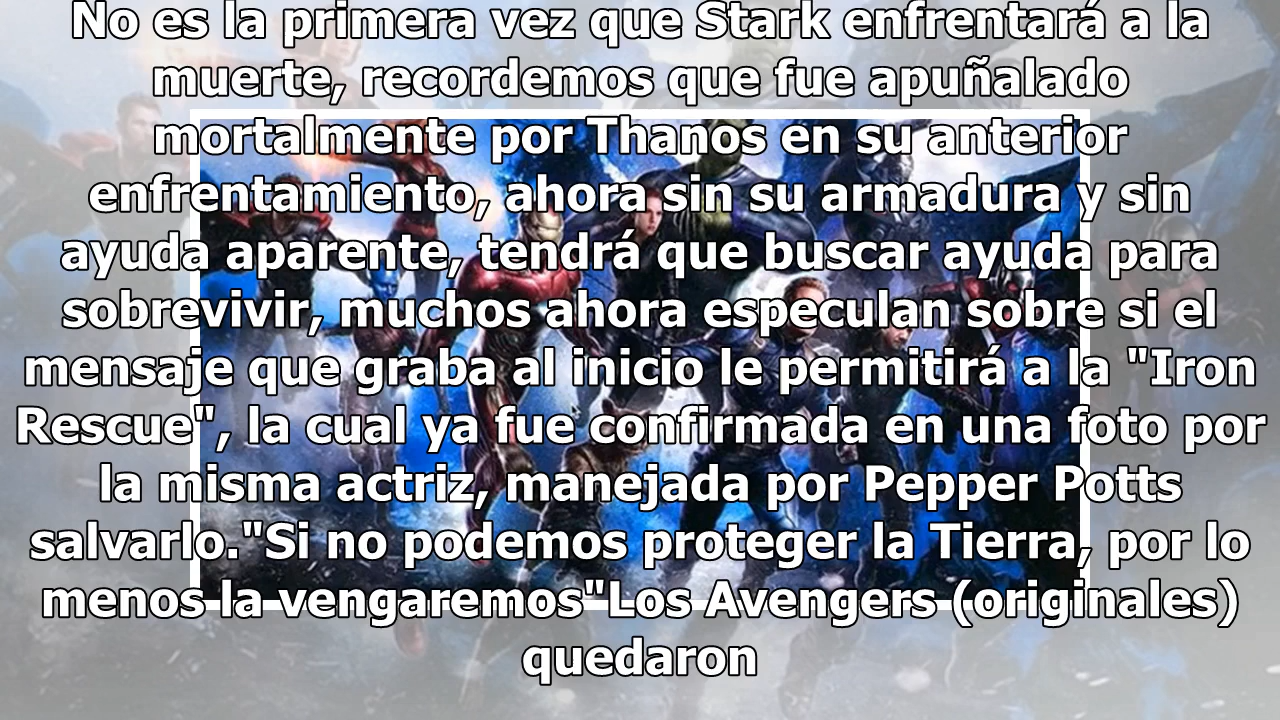 No es la primera vez que Stark enfrentará a la
muerte, recordemos que fue apuñalado
mortalmente por Thanos en su anterior
enfrentamiento, ahora sin su armadura y sin
ayuda aparente, tendrá que buscar ayuda para
sobrevivir, muchos ahora especulan sobre si el
mensaje que graba al inicio le permitirá a la "Iron
Rescue", la cual ya fue confirmada en una foto por
la misma actriz, manejada por Pepper Potts
salvarlo."Si no podemos proteger la Tierra, por lo
menos la vengaremos"Los Avengers (originales)
quedaron